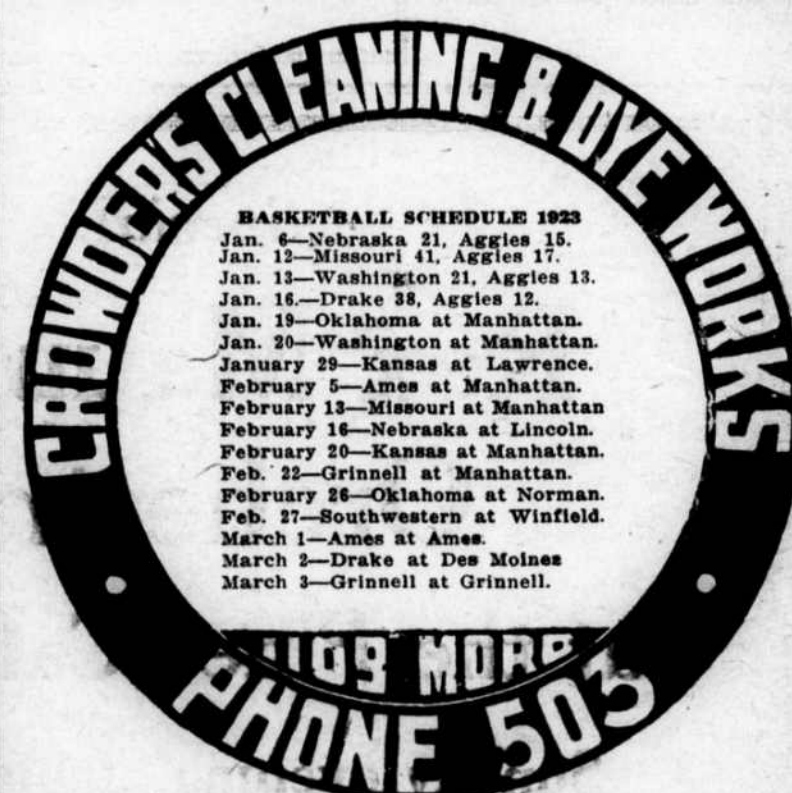 CROWDER'S CLEANING & DYE WORKS
BASKETBALL SCHEDULE 1923
Jan. 6—Nebraska 21, Aggies 15.
Jan. 12—Missouri 41, Aggies 17.
Jan. 13—Washington 21, Aggies 13.
Jan. 16.—Drake 38, Aggies 12.
Jan. 19—Oklahoma at Manhattan.
Jan. 20—Washington at Manhattan.
January 29—Kansas at Lawrence.
February 5—Ames at Manhattan.
February 13—Missouri at Manhattan
February 16—Nebraska at Lincoln.
February 20—Kansas at Manhattan.
Feb. 22—Grinnell at Manhattan.
February 26—Oklahoma at Norman.
Feb. 27—Southwestern at Winfield.
March 1—Ames at Ames.
March 2—Drake at Des Moines
March 3—Grinnell at Grinnell.
1109 MORO
PHONE 503